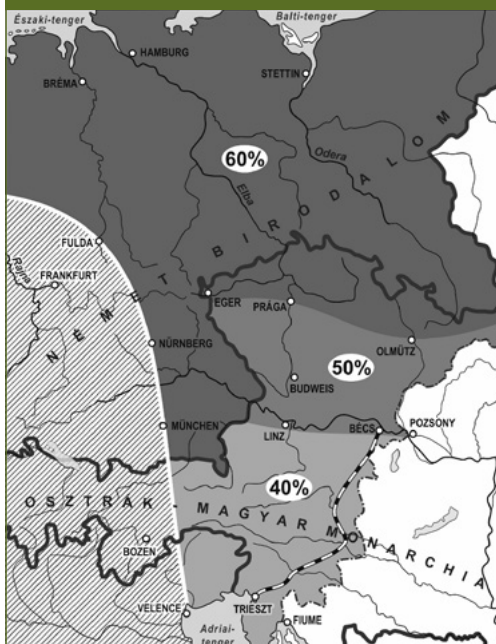 Északi-tenger
Balti-tenger
HAMBURG
STETTIN
BRÉMA
60%
Odera
Elba
NÉMET BIRODALOM
FULDA
Rajna
FRANKFURT
EGER
PRÁGA
NÜRNBERG
OLMÜTZ
50%
BUDWEIS
MÜNCHEN
LINZ
BÉCS
POZSONY
40%
OSZTRÁK-MAGYAR MONARCHIA
BOZEN
VELENCE
TRIESZT
FIUME
Adriai-
tenger